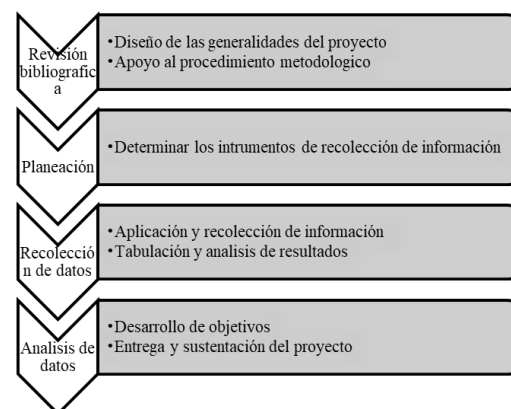 Revisión
bibliografic
a
•Diseño de las generalidades del proyecto
•Apoyo al procedimiento metodologico
Planeación
•Determinar los intrumentos de recolección de información
Recolecció
n de datos
•Aplicación y recolección de información
•Tabulación y analisis de resultados
Analisis de
datos
•Desarrollo de objetivos
•Entrega y sustentación del proyecto